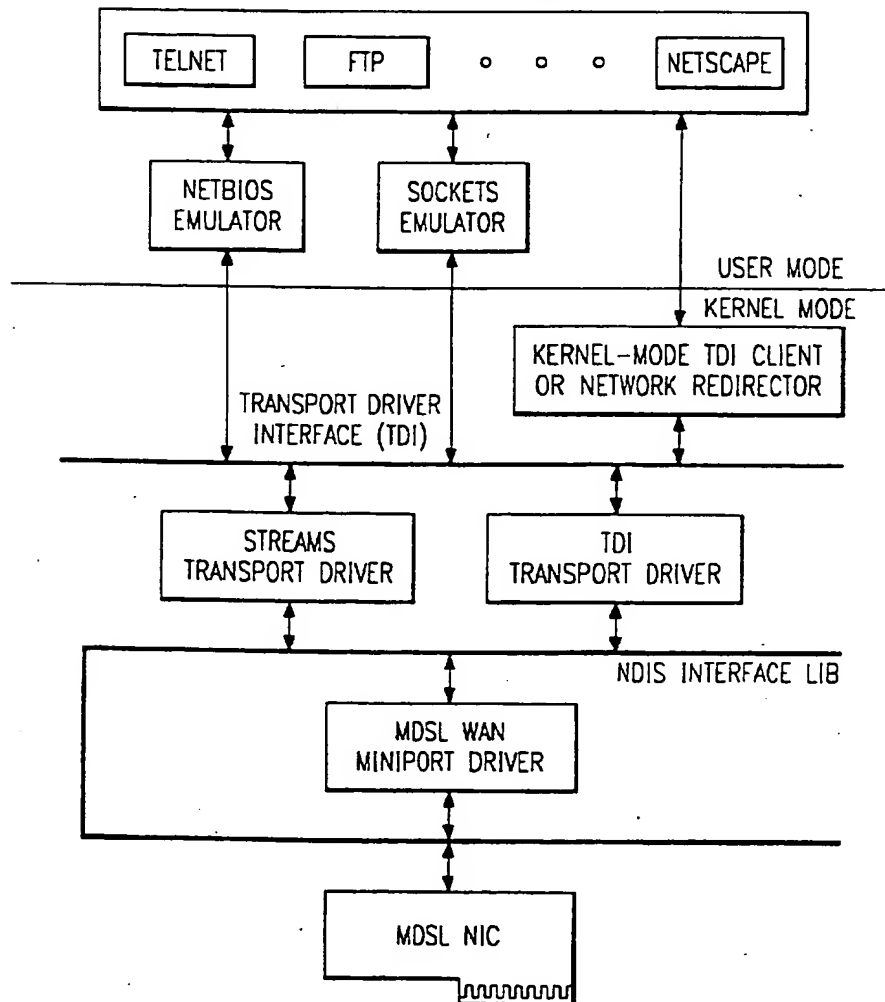 TELNET
FTP
NETSCAPE
NETBIOS
EMULATOR
SOCKETS
EMULATOR
USER MODE
KERNEL MODE
KERNEL-MODE TDI CLIENT
OR NETWORK REDIRECTOR
TRANSPORT DRIVER
INTERFACE (TDI)
STREAMS
TRANSPORT DRIVER
TDI
TRANSPORT DRIVER
NDIS INTERFACE LIB
MDSL WAN
MINIPORT DRIVER
MDSL NIC